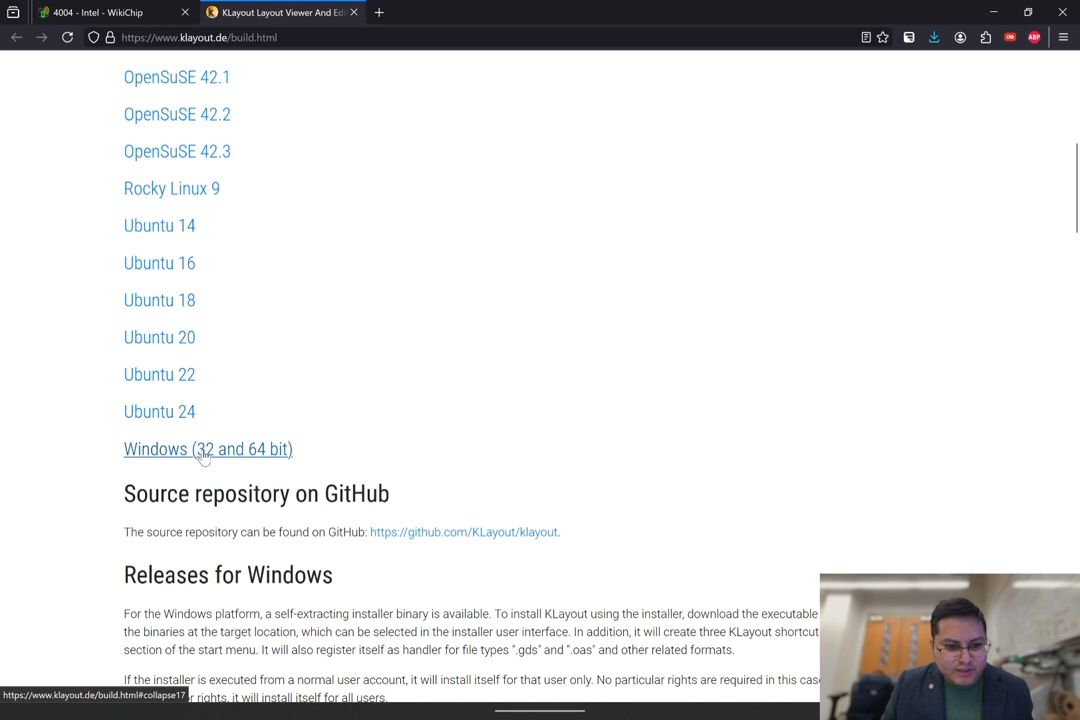 4004 - Intel - WikiChip
KLayout Layout Viewer And Edi
https://www.klayout.de/build.html
ABP
OpenSuSE 42.1
OpenSuSE 42.2
OpenSuSE 42.3
Rocky Linux 9
Ubuntu 14
Ubuntu 16
Ubuntu 18
Ubuntu 20
Ubuntu 22
Ubuntu 24
Windows (32 and 64 bit)
Source repository on GitHub
The source repository can be found on GitHub: https://github.com/KLayout/klayout.
Releases for Windows
For the Windows platform, a self-extracting installer binary is available. To install KLayout using the installer, download the executable
the binaries at the target location, which can be selected in the installer user interface. In addition, it will create three KLayout shortcut
section of the start menu. It will also register itself as handler for file types ".gds" and ".oas" and other related formats.
If the installer is executed from a normal user account, it will install itself for that user only. No particular rights are required in this cas
https://www.klayout.de/build.html#collapse17
rights, it will install itself for all users.